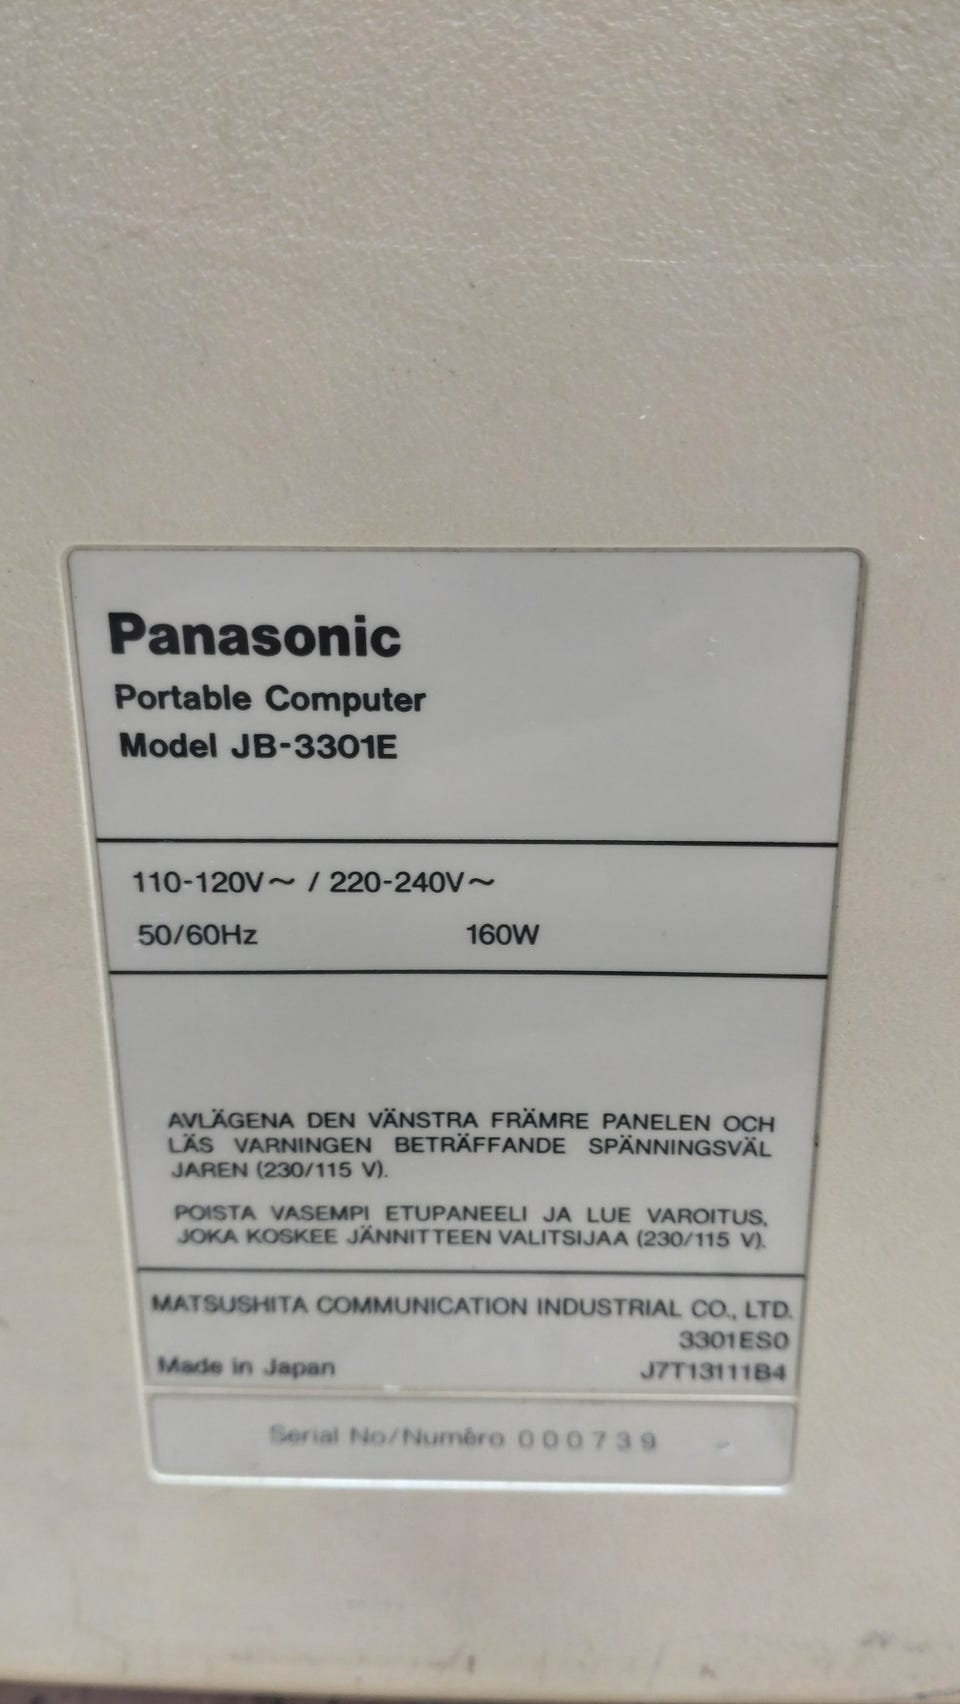 Panasonic
Portable Computer
Model JB-3301E
110-120V～ / 220-240V～
50/60Hz 160W
AVLÄGENA DEN VÄNSTRA FRÄMRE PANELEN OCH
LÄS VARNINGEN BETRÄFFANDE SPÄNNINGSVÄL
JAREN (230/115 V).
POISTA VASEMPI ETUPANEELI JA LUE VAROITUS,
JOKA KOSKEE JÄNNITTEEN VALITSIJAA (230/115 V).
MATSUSHITA COMMUNICATION INDUSTRIAL CO., LTD.
3301ES0
Made in Japan J7T13111B4
Serial No/Numêro 000739